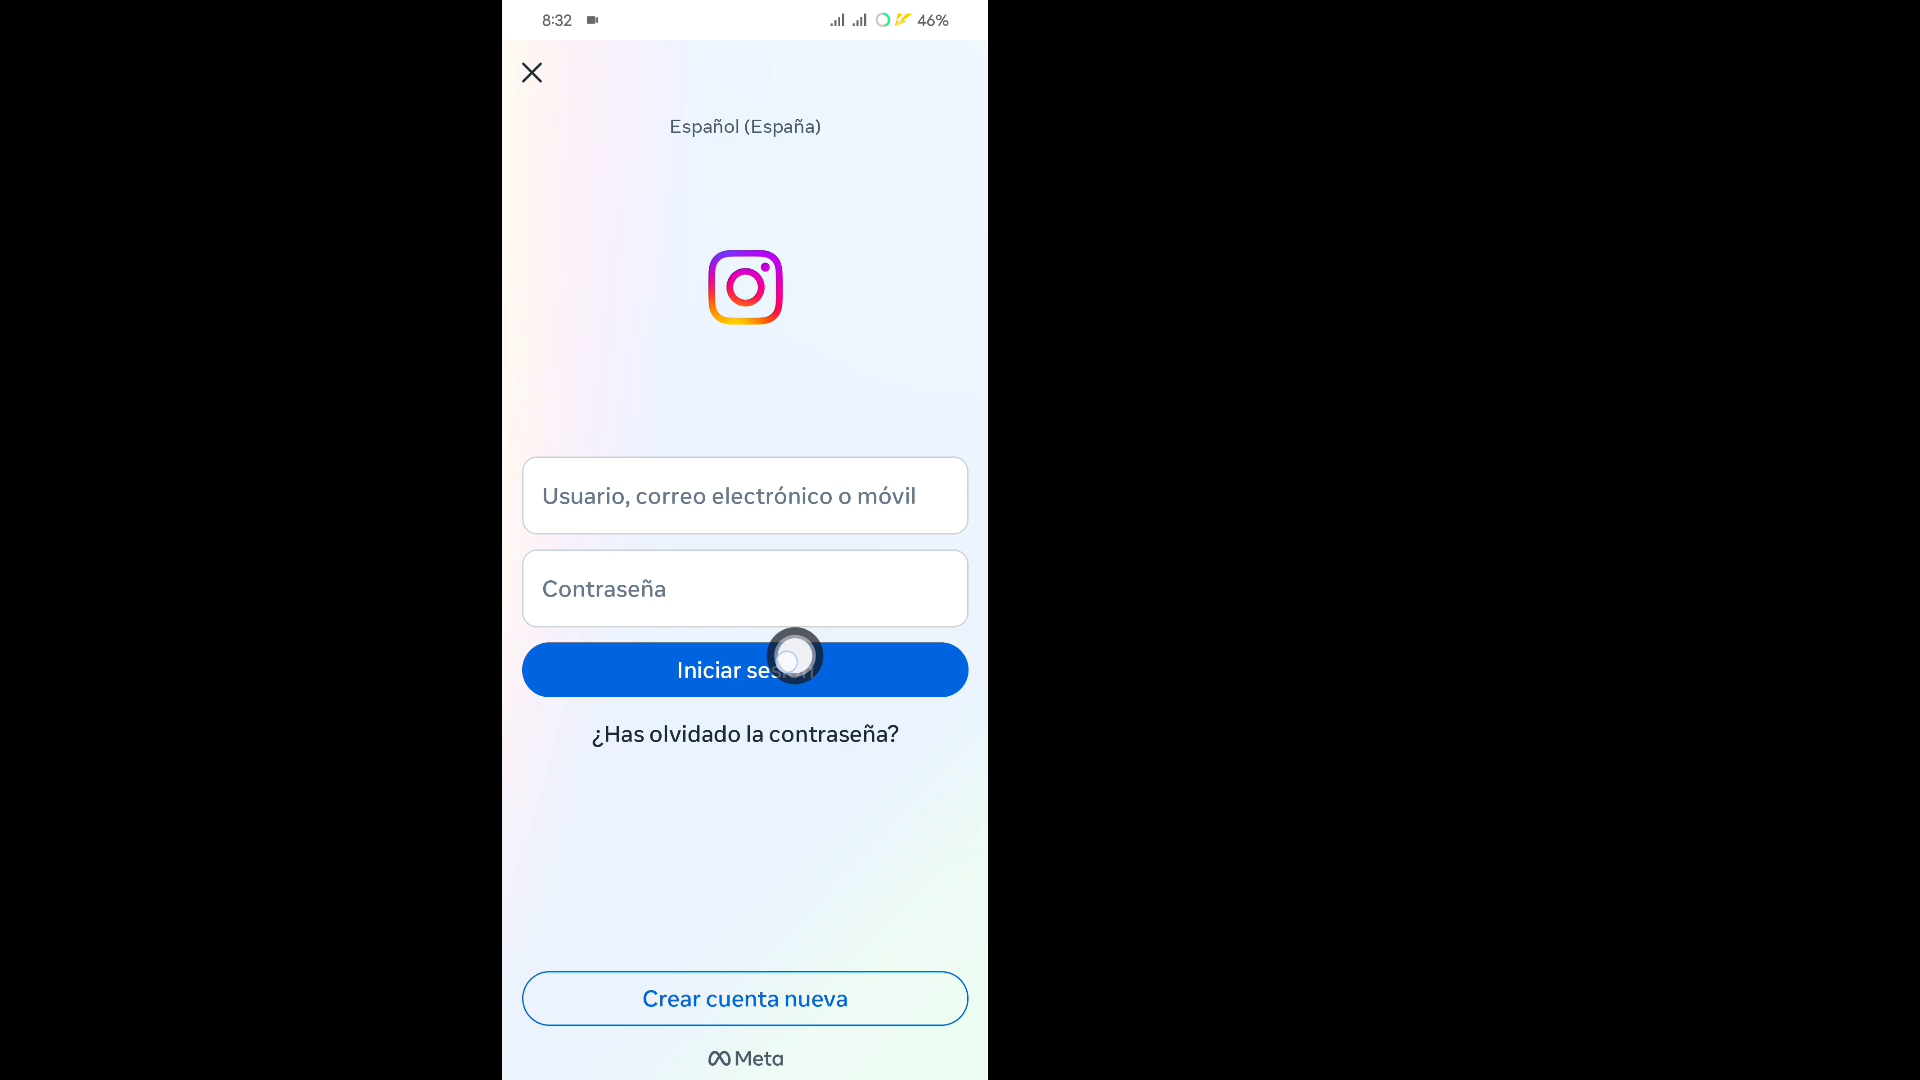 8:32 46%
Español (España)
Usuario, correo electrónico o móvil
Contraseña
Iniciar sesión
¿Has olvidado la contraseña?
Crear cuenta nueva
Meta